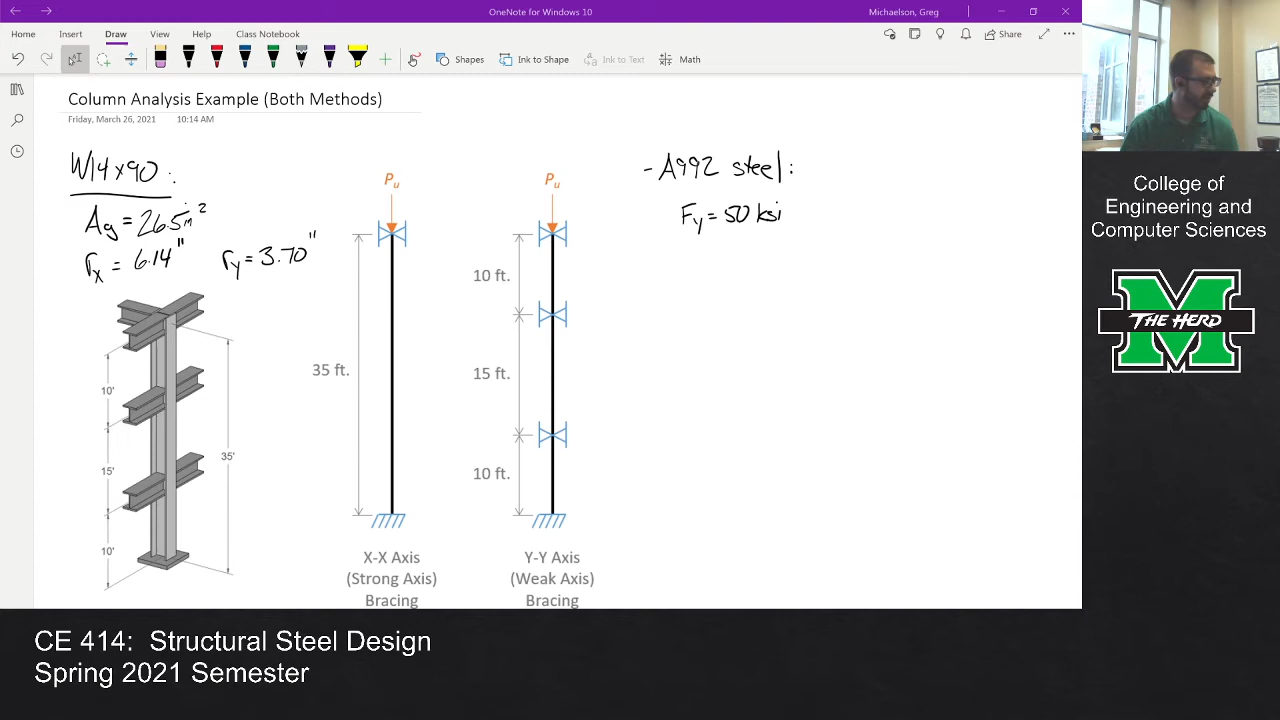 OneNote for Windows 10
Michaelson, Greg
Home Insert Draw View Help Class Notebook
Share
Shapes Ink to Shape Ink to Text Math
Column Analysis Example (Both Methods)
Friday, March 26, 2021 10:14 AM
W14x90:
Ag = 26.5 in²
rx = 6.14" ry = 3.70"
10'
15'
10'
35'
Pu
35 ft.
X-X Axis
(Strong Axis)
Bracing
Pu
10 ft.
15 ft.
10 ft.
Y-Y Axis
(Weak Axis)
Bracing
- A992 steel:
Fy = 50 ksi
College of
Engineering and
Computer Sciences
THE HERD
CE 414: Structural Steel Design
Spring 2021 Semester